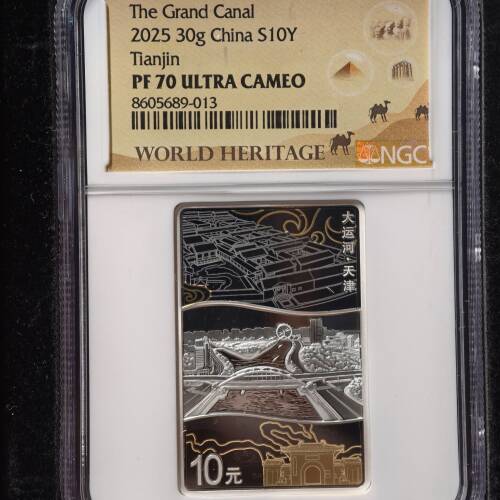 The Grand Canal
2025 30g China S10Y
Tianjin
PF 70 ULTRA CAMEO
8605689-013
WORLD HERITAGE
NGC
大运河·天津
10元